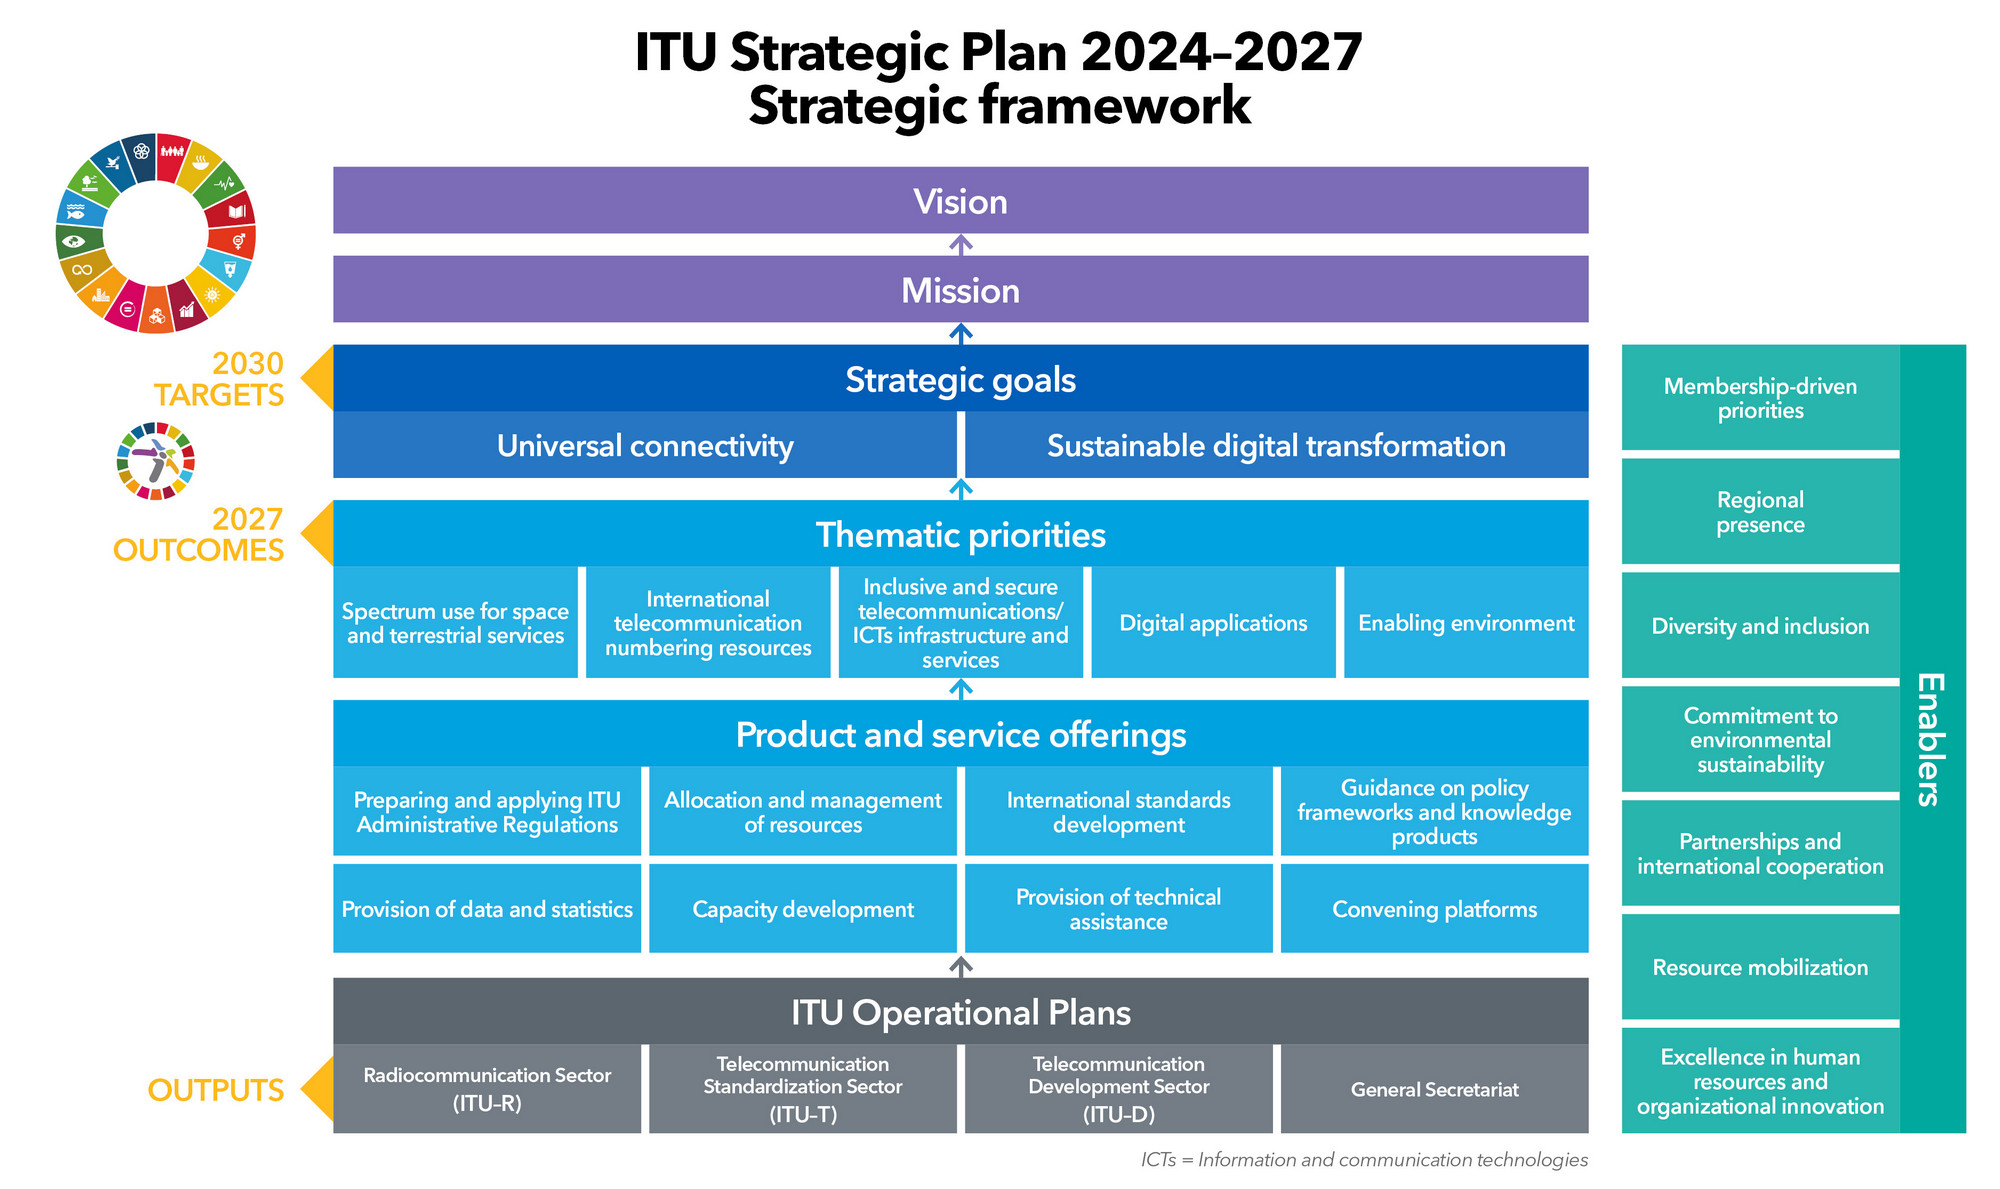 ITU Strategic Plan 2024–2027
Strategic framework
Vision
Mission
2030
TARGETS
Strategic goals
Universal connectivity
Sustainable digital transformation
2027
OUTCOMES
Thematic priorities
Spectrum use for space
and terrestrial services
International
telecommunication
numbering resources
Inclusive and secure
telecommunications/
ICTs infrastructure and
services
Digital applications
Enabling environment
Product and service offerings
Preparing and applying ITU
Administrative Regulations
Allocation and management
of resources
International standards
development
Guidance on policy
frameworks and knowledge
products
Provision of data and statistics
Capacity development
Provision of technical
assistance
Convening platforms
ITU Operational Plans
OUTPUTS
Radiocommunication Sector
(ITU–R)
Telecommunication
Standardization Sector
(ITU–T)
Telecommunication
Development Sector
(ITU–D)
General Secretariat
Membership-driven
priorities
Regional
presence
Diversity and inclusion
Commitment to
environmental
sustainability
Partnerships and
international cooperation
Resource mobilization
Excellence in human
resources and
organizational innovation
Enablers
ICTs = Information and communication technologies